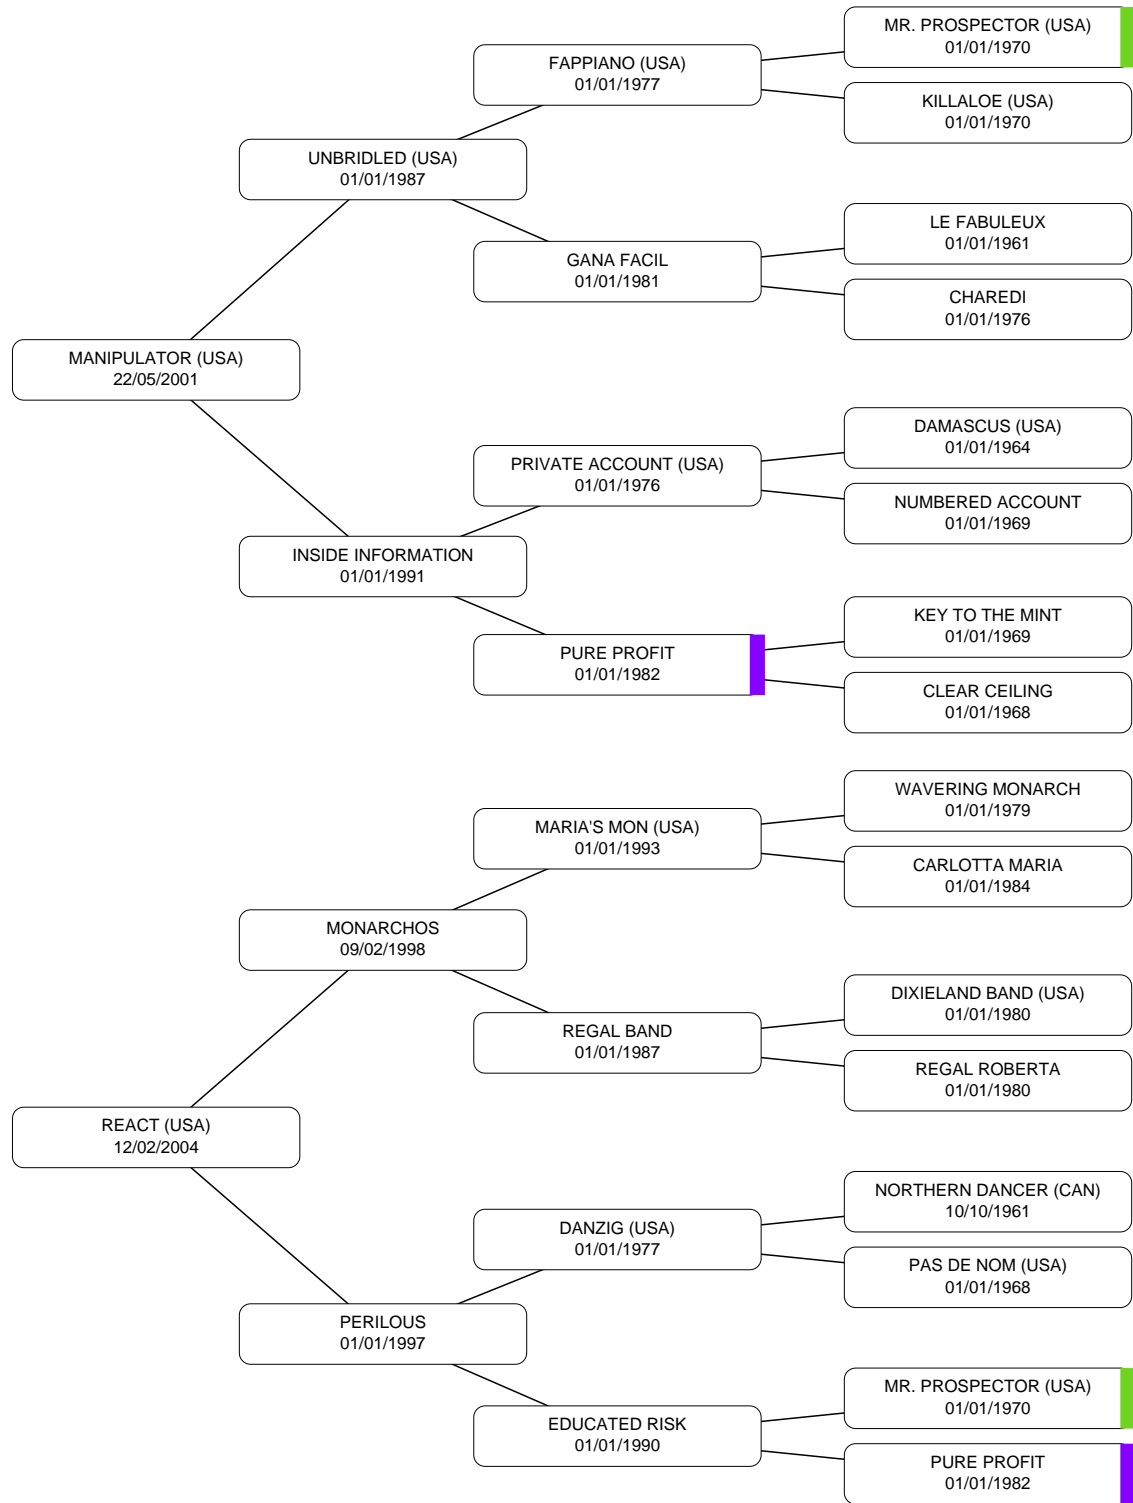 MR. PROSPECTOR (USA)
01/01/1970
FAPPIANO (USA)
01/01/1977
KILLALOE (USA)
01/01/1970
UNBRIDLED (USA)
01/01/1987
LE FABULEUX
01/01/1961
GANA FACIL
01/01/1981
CHAREDI
01/01/1976
MANIPULATOR (USA)
22/05/2001
DAMASCUS (USA)
01/01/1964
PRIVATE ACCOUNT (USA)
01/01/1976
NUMBERED ACCOUNT
01/01/1969
INSIDE INFORMATION
01/01/1991
KEY TO THE MINT
01/01/1969
PURE PROFIT
01/01/1982
CLEAR CEILING
01/01/1968
WAVERING MONARCH
01/01/1979
MARIA'S MON (USA)
01/01/1993
CARLOTTA MARIA
01/01/1984
MONARCHOS
09/02/1998
DIXIELAND BAND (USA)
01/01/1980
REGAL BAND
01/01/1987
REGAL ROBERTA
01/01/1980
REACT (USA)
12/02/2004
NORTHERN DANCER (CAN)
10/10/1961
DANZIG (USA)
01/01/1977
PAS DE NOM (USA)
01/01/1968
PERILOUS
01/01/1997
MR. PROSPECTOR (USA)
01/01/1970
EDUCATED RISK
01/01/1990
PURE PROFIT
01/01/1982